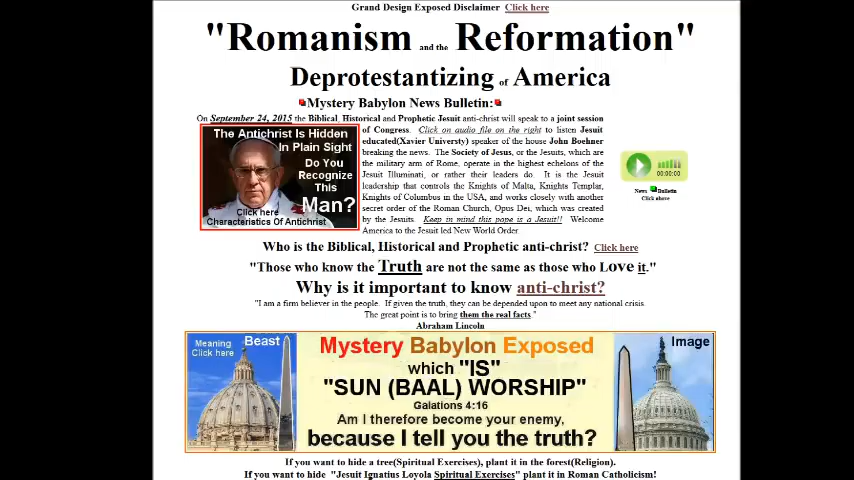 Grand Design Exposed Disclaimer Click here
"Romanism and the Reformation"
Deprotestantizing of America
Mystery Babylon News Bulletin:
On September 24, 2015 the Biblical, Historical and Prophetic Jesuit anti-christ will speak to a joint session
of Congress. Click on audio file on the right to listen Jesuit
educated(Xavier Universty) speaker of the house John Boehner
breaking the news. The Society of Jesus, or the Jesuits, which are
the military arm of Rome, operate in the highest echelons of the
Jesuit Illuminati, or rather their leaders do. It is the Jesuit
leadership that controls the Knights of Malta, Knights Templar,
Knights of Columbus in the USA, and works closely with another
secret order of the Roman Church, Opus Dei, which was created
by the Jesuits. Keep in mind this pope is a Jesuit!! Welcome
America to the Jesuit led New World Order.
The Antichrist Is Hidden
In Plain Sight
Do You
Recognize
This
Man?
Click here
Characteristics Of Antichrist
00:00:00
News Bulletin
Click above
Who is the Biblical, Historical and Prophetic anti-christ? Click here
"Those who know the Truth are not the same as those who Love it."
Why is it important to know anti-christ?
"I am a firm believer in the people. If given the truth, they can be depended upon to meet any national crisis.
The great point is to bring them the real facts."
Abraham Lincoln
Meaning
Click here
Beast
Mystery Babylon Exposed
which "IS"
"SUN (BAAL) WORSHIP"
Galations 4:16
Am I therefore become your enemy,
because I tell you the truth?
Image
If you want to hide a tree(Spiritual Exercises), plant it in the forest(Religion).
If you want to hide "Jesuit Ignatius Loyola Spiritual Exercises" plant it in Roman Catholicism!